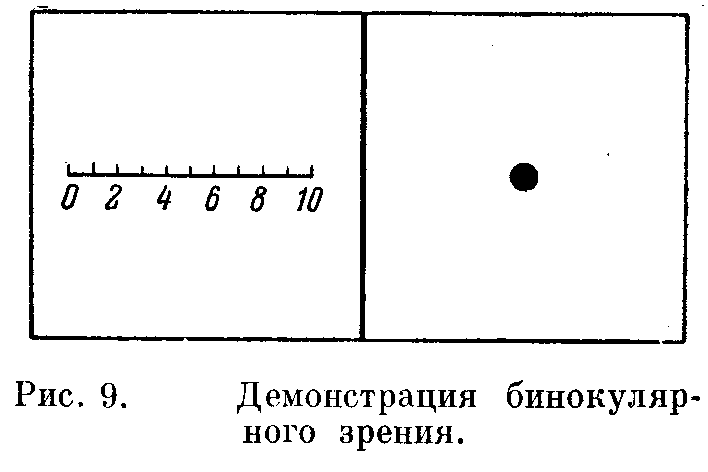 0 2 4 6 8 10
Рис. 9. Демонстрация бинокуляр-
ного зрения.